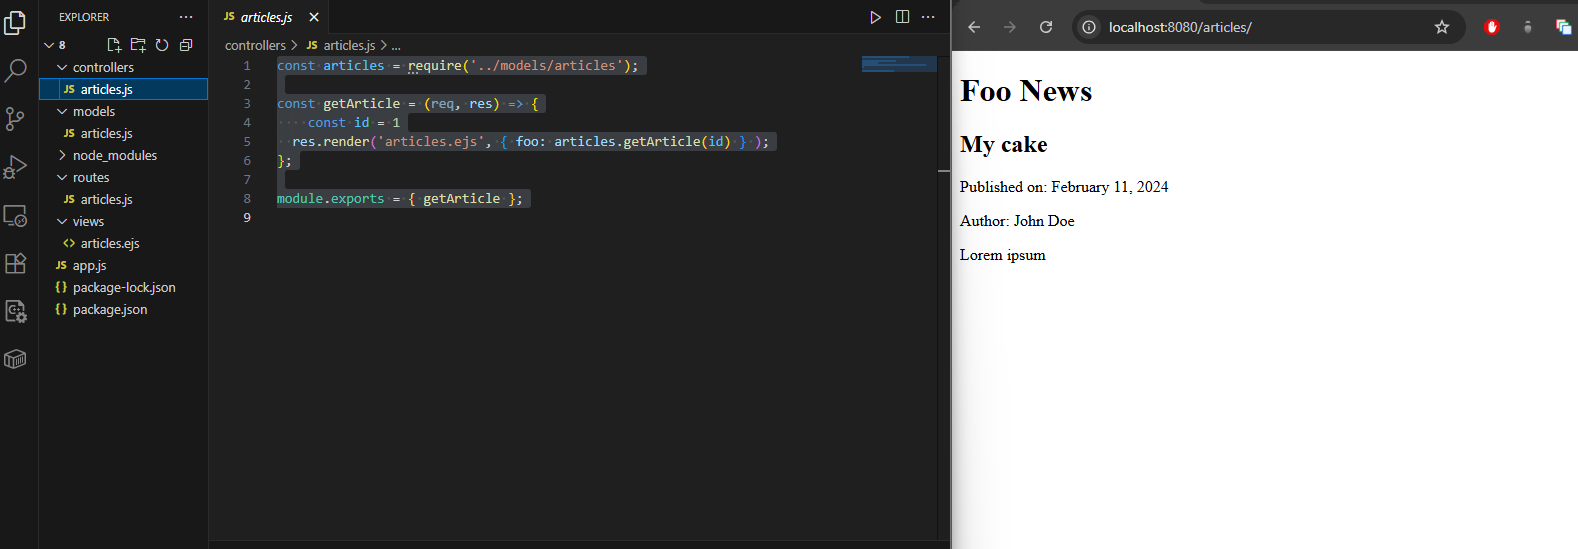 EXPLORER
8
controllers
JS articles.js
models
JS articles.js
node_modules
routes
JS articles.js
views
<> articles.ejs
JS app.js
{} package-lock.json
{} package.json
JS articles.js
controllers > JS articles.js > ...
1 const articles = require('../models/articles');
2
3 const getArticle = (req, res) => {
4     const id = 1
5   res.render('articles.ejs', { foo: articles.getArticle(id) } );
6 };
7
8 module.exports = { getArticle };
9
localhost:8080/articles/
Foo News
My cake
Published on: February 11, 2024
Author: John Doe
Lorem ipsum